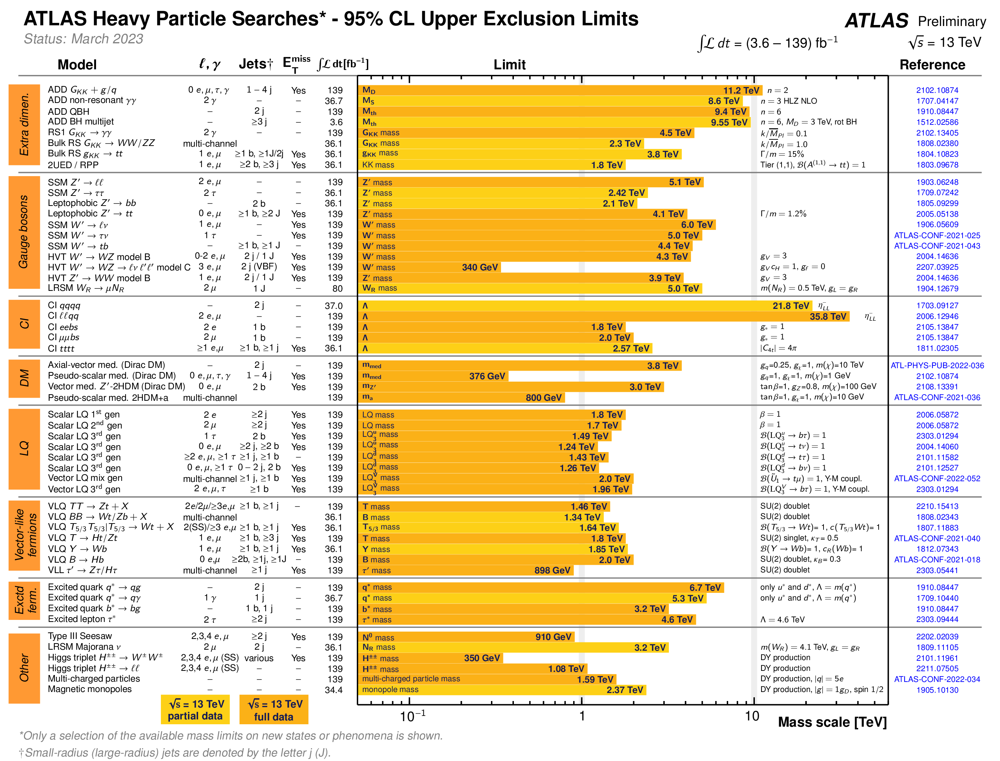 ATLAS Heavy Particle Searches* - 95% CL Upper Exclusion Limits
ATLAS Preliminary
Status: March 2023
∫ℒ dt = (3.6 – 139) fb⁻¹
√s = 13 TeV
Model ℓ, γ Jets† E_T^miss ∫ℒ dt[fb⁻¹] Limit Reference
Extra dimen.
ADD G_KK + g/q 0 e, μ, τ, γ 1 – 4 j Yes 139 M_D 11.2 TeV n = 2 2102.10874
ADD non-resonant γγ 2 γ – – 36.7 M_S 8.6 TeV n = 3 HLZ NLO 1707.04147
ADD QBH – 2 j – 139 M_th 9.4 TeV n = 6 1910.08447
ADD BH multijet – ≥3 j – 3.6 M_th 9.55 TeV n = 6, M_D = 3 TeV, rot BH 1512.02586
RS1 G_KK → γγ 2 γ – – 139 G_KK mass 4.5 TeV k/M̅_Pl = 0.1 2102.13405
Bulk RS G_KK → WW/ZZ multi-channel 36.1 G_KK mass 2.3 TeV k/M̅_Pl = 1.0 1808.02380
Bulk RS g_KK → tt 1 e, μ ≥1 b, ≥1J/2j Yes 36.1 g_KK mass 3.8 TeV Γ/m = 15% 1804.10823
2UED / RPP 1 e, μ ≥2 b, ≥3 j Yes 36.1 KK mass 1.8 TeV Tier (1,1), ℬ(A^(1,1) → tt) = 1 1803.09678
Gauge bosons
SSM Z′ → ℓℓ 2 e, μ – – 139 Z′ mass 5.1 TeV 1903.06248
SSM Z′ → ττ 2 τ – – 36.1 Z′ mass 2.42 TeV 1709.07242
Leptophobic Z′ → bb – 2 b – 36.1 Z′ mass 2.1 TeV 1805.09299
Leptophobic Z′ → tt 0 e, μ ≥1 b, ≥2 J Yes 139 Z′ mass 4.1 TeV Γ/m = 1.2% 2005.05138
SSM W′ → ℓν 1 e, μ – Yes 139 W′ mass 6.0 TeV 1906.05609
SSM W′ → τν 1 τ – Yes 139 W′ mass 5.0 TeV ATLAS-CONF-2021-025
SSM W′ → tb – ≥1 b, ≥1 J – 139 W′ mass 4.4 TeV ATLAS-CONF-2021-043
HVT W′ → WZ model B 0-2 e, μ 2 j / 1 J Yes 139 W′ mass 4.3 TeV g_V = 3 2004.14636
HVT W′ → WZ → ℓν ℓ′ℓ′ model C 3 e, μ 2 j (VBF) Yes 139 W′ mass 340 GeV g_V c_H = 1, g_f = 0 2207.03925
HVT Z′ → WW model B 1 e, μ 2 j / 1 J Yes 139 Z′ mass 3.9 TeV g_V = 3 2004.14636
LRSM W_R → μN_R 2 μ 1 J – 80 W_R mass 5.0 TeV m(N_R) = 0.5 TeV, g_L = g_R 1904.12679
CI
CI qqqq – 2 j – 37.0 Λ 21.8 TeV η⁻_LL 1703.09127
CI ℓℓqq 2 e, μ – – 139 Λ 35.8 TeV η⁻_LL 2006.12946
CI eebs 2 e 1 b – 139 Λ 1.8 TeV g_* = 1 2105.13847
CI μμbs 2 μ 1 b – 139 Λ 2.0 TeV g_* = 1 2105.13847
CI tttt ≥1 e,μ ≥1 b, ≥1 j Yes 36.1 Λ 2.57 TeV |C_4t| = 4π 1811.02305
DM
Axial-vector med. (Dirac DM) – 2 j – 139 m_med 3.8 TeV g_q=0.25, g_χ=1, m(χ)=10 TeV ATL-PHYS-PUB-2022-036
Pseudo-scalar med. (Dirac DM) 0 e, μ, τ, γ 1 – 4 j Yes 139 m_med 376 GeV g_q=1, g_χ=1, m(χ)=1 GeV 2102.10874
Vector med. Z′-2HDM (Dirac DM) 0 e, μ 2 b Yes 139 m_Z′ 3.0 TeV tan β=1, g_Z=0.8, m(χ)=100 GeV 2108.13391
Pseudo-scalar med. 2HDM+a multi-channel 139 m_a 800 GeV tan β=1, g_χ=1, m(χ)=10 GeV ATLAS-CONF-2021-036
LQ
Scalar LQ 1st gen 2 e ≥2 j Yes 139 LQ mass 1.8 TeV β = 1 2006.05872
Scalar LQ 2nd gen 2 μ ≥2 j Yes 139 LQ mass 1.7 TeV β = 1 2006.05872
Scalar LQ 3rd gen 1 τ 2 b Yes 139 LQ₃ᵘ mass 1.49 TeV ℬ(LQ₃ᵘ → bτ) = 1 2303.01294
Scalar LQ 3rd gen 0 e, μ ≥2 j, ≥2 b Yes 139 LQ₃ᵘ mass 1.24 TeV ℬ(LQ₃ᵘ → tν) = 1 2004.14060
Scalar LQ 3rd gen ≥2 e, μ, ≥1 τ ≥1 j, ≥1 b – 139 LQ₃ᵈ mass 1.43 TeV ℬ(LQ₃ᵈ → tτ) = 1 2101.11582
Scalar LQ 3rd gen 0 e, μ, ≥1 τ 0 – 2 j, 2 b Yes 139 LQ₃ᵈ mass 1.26 TeV ℬ(LQ₃ᵈ → bν) = 1 2101.12527
Vector LQ mix gen multi-channel ≥1 j, ≥1 b Yes 139 LQ₃ⱽ mass 2.0 TeV ℬ(Ũ₁ → tμ) = 1, Y-M coupl. ATLAS-CONF-2022-052
Vector LQ 3rd gen 2 e, μ, τ ≥1 b Yes 139 LQ₃ⱽ mass 1.96 TeV ℬ(LQ₃ⱽ → bτ) = 1, Y-M coupl. 2303.01294
Vector-like fermions
VLQ TT → Zt + X 2e/2μ/≥3e,μ ≥1 b, ≥1 j – 139 T mass 1.46 TeV SU(2) doublet 2210.15413
VLQ BB → Wt/Zb + X multi-channel 36.1 B mass 1.34 TeV SU(2) doublet 1808.02343
VLQ T_5/3 T_5/3|T_5/3 → Wt + X 2(SS)/≥3 e,μ ≥1 b, ≥1 j Yes 36.1 T_5/3 mass 1.64 TeV ℬ(T_5/3 → Wt)= 1, c(T_5/3 Wt)= 1 1807.11883
VLQ T → Ht/Zt 1 e, μ ≥1 b, ≥3 j Yes 139 T mass 1.8 TeV SU(2) singlet, κ_T= 0.5 ATLAS-CONF-2021-040
VLQ Y → Wb 1 e, μ ≥1 b, ≥1 j Yes 36.1 Y mass 1.85 TeV ℬ(Y → Wb)= 1, c_R(Wb)= 1 1812.07343
VLQ B → Hb 0 e,μ ≥2b, ≥1j, ≥1J – 139 B mass 2.0 TeV SU(2) doublet, κ_B= 0.3 ATLAS-CONF-2021-018
VLL τ′ → Zτ/Hτ multi-channel ≥1 j Yes 139 τ′ mass 898 GeV SU(2) doublet 2303.05441
Exctd ferm.
Excited quark q* → qg – 2 j – 139 q* mass 6.7 TeV only u* and d*, Λ = m(q*) 1910.08447
Excited quark q* → qγ 1 γ 1 j – 36.7 q* mass 5.3 TeV only u* and d*, Λ = m(q*) 1709.10440
Excited quark b* → bg – 1 b, 1 j – 139 b* mass 3.2 TeV 1910.08447
Excited lepton τ* 2 τ ≥2 j – 139 τ* mass 4.6 TeV Λ = 4.6 TeV 2303.09444
Other
Type III Seesaw 2,3,4 e, μ ≥2 j Yes 139 N⁰ mass 910 GeV 2202.02039
LRSM Majorana ν 2 μ 2 j – 36.1 N_R mass 3.2 TeV m(W_R) = 4.1 TeV, g_L = g_R 1809.11105
Higgs triplet H±± → W±W± 2,3,4 e, μ (SS) various Yes 139 H±± mass 350 GeV DY production 2101.11961
Higgs triplet H±± → ℓℓ 2,3,4 e, μ (SS) – – 139 H±± mass 1.08 TeV DY production 2211.07505
Multi-charged particles – – – 139 multi-charged particle mass 1.59 TeV DY production, |q| = 5e ATLAS-CONF-2022-034
Magnetic monopoles – – – 34.4 monopole mass 2.37 TeV DY production, |g| = 1g_D, spin 1/2 1905.10130
√s = 13 TeV partial data
√s = 13 TeV full data
10⁻¹ 1 10
Mass scale [TeV]
*Only a selection of the available mass limits on new states or phenomena is shown.
†Small-radius (large-radius) jets are denoted by the letter j (J).